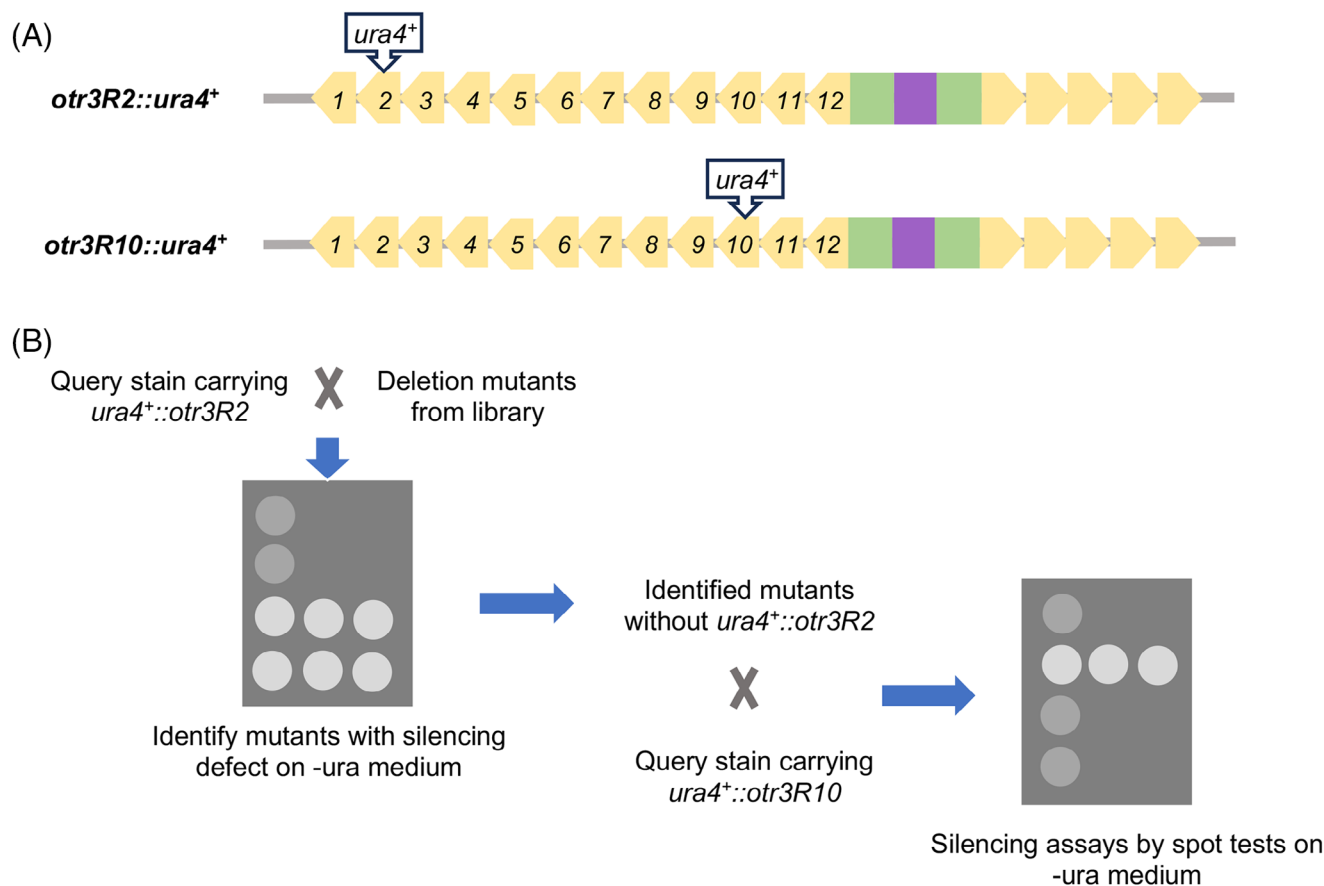 (A)
ura4+
otr3R2::ura4+
1 2 3 4 5 6 7 8 9 10 11 12
ura4+
otr3R10::ura4+
1 2 3 4 5 6 7 8 9 10 11 12
(B)
Query stain carrying
ura4+::otr3R2
Deletion mutants
from library
Identify mutants with silencing
defect on -ura medium
Identified mutants
without ura4+::otr3R2
Query stain carrying
ura4+::otr3R10
Silencing assays by spot tests on
-ura medium